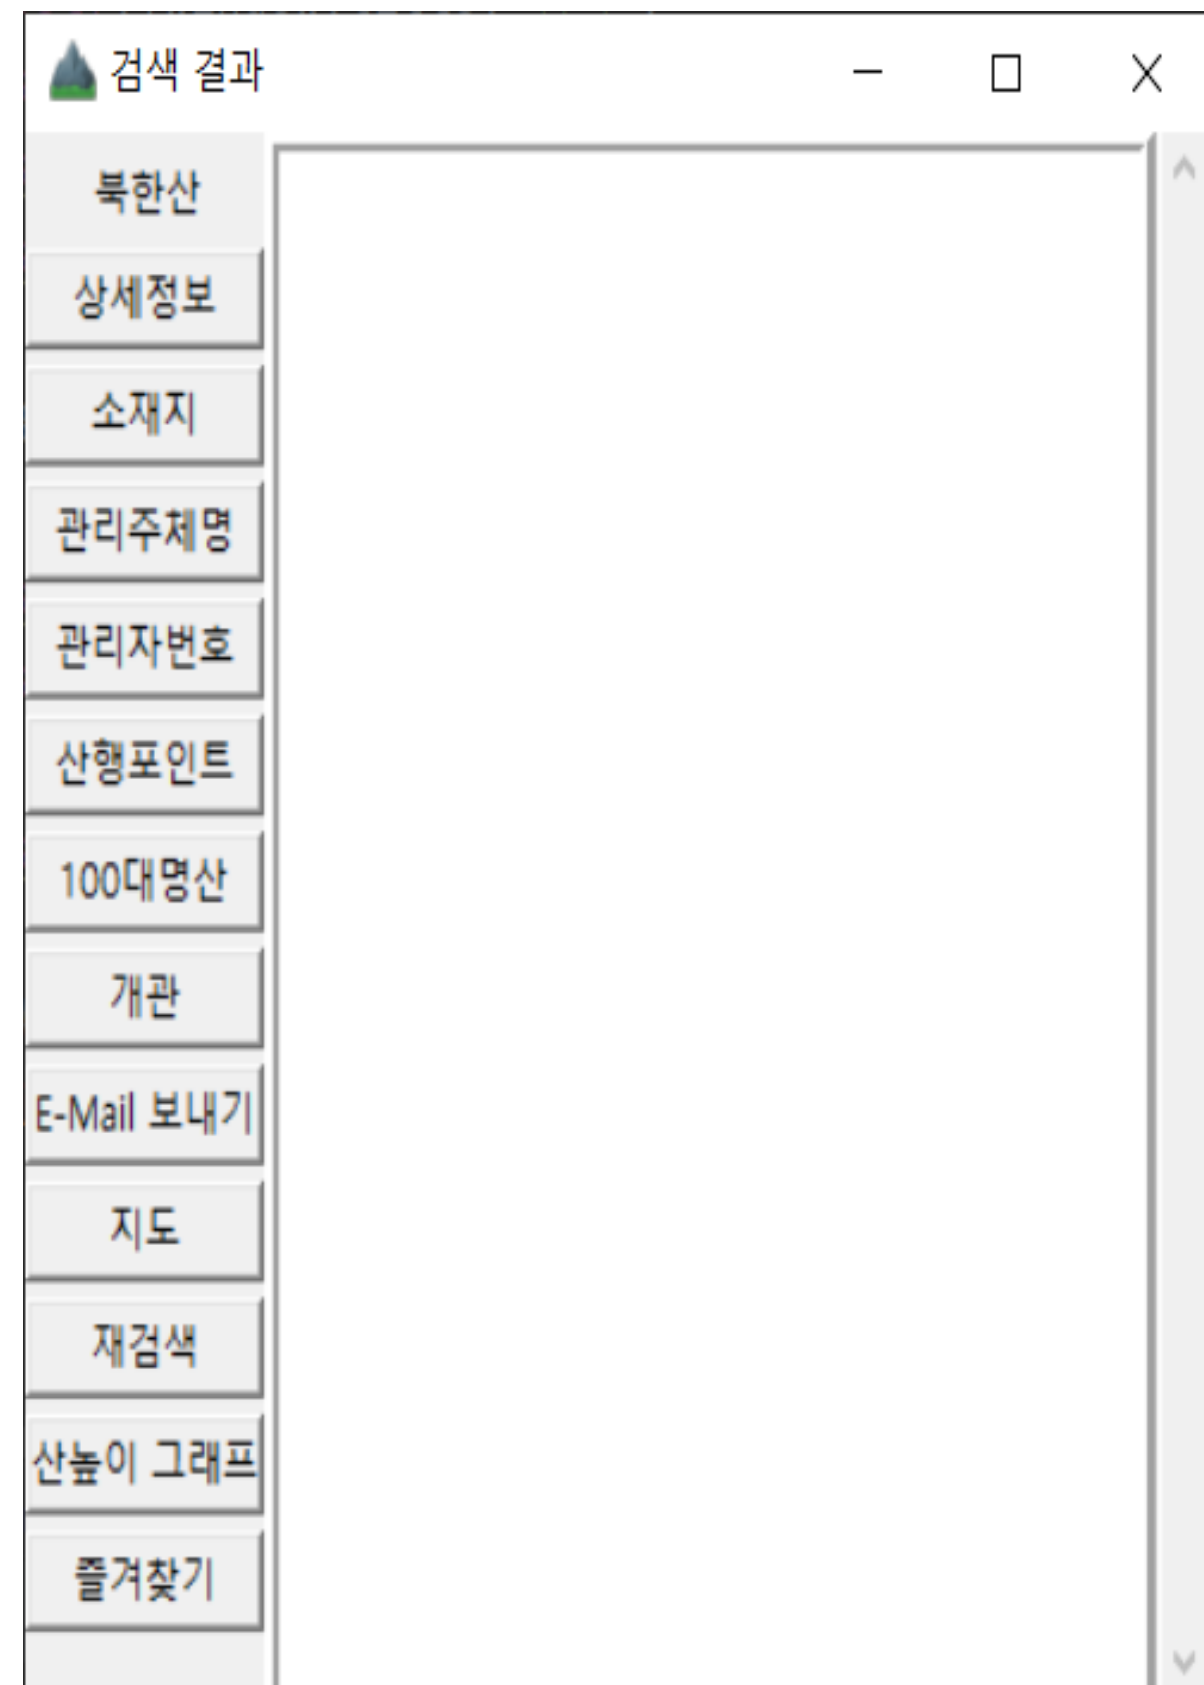 검색 결과
북한산
상세정보
소재지
관리주체명
관리자번호
산행포인트
100대명산
개관
E-Mail 보내기
지도
재검색
산높이 그래프
쯜겨찾기